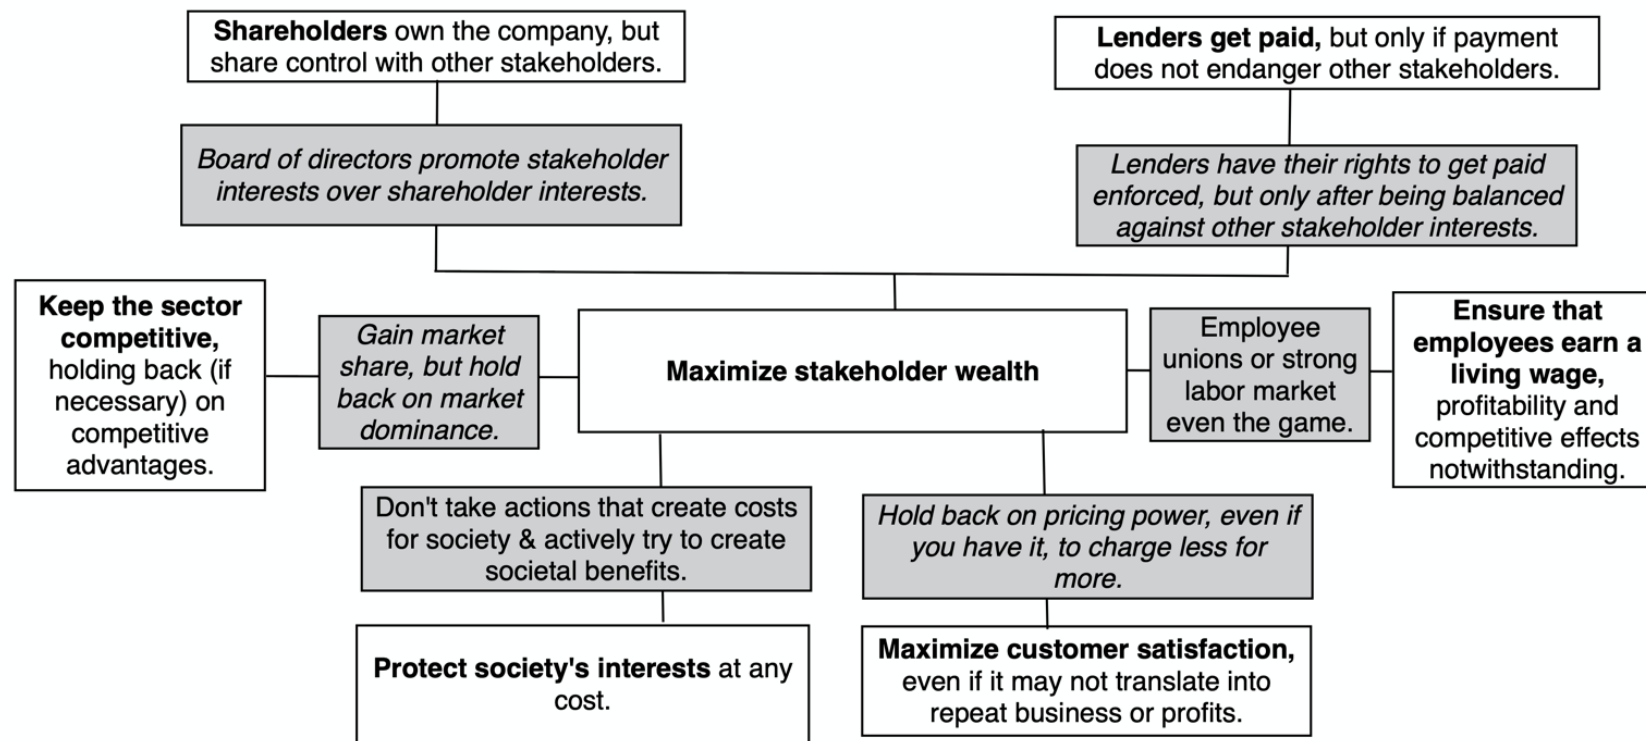 Shareholders own the company, but
share control with other stakeholders.
Lenders get paid, but only if payment
does not endanger other stakeholders.
Board of directors promote stakeholder
interests over shareholder interests.
Lenders have their rights to get paid
enforced, but only after being balanced
against other stakeholder interests.
Keep the sector
competitive,
holding back (if
necessary) on
competitive
advantages.
Gain market
share, but hold
back on market
dominance.
Maximize stakeholder wealth
Employee
unions or strong
labor market
even the game.
Ensure that
employees earn a
living wage,
profitability and
competitive effects
notwithstanding.
Don't take actions that create costs
for society & actively try to create
societal benefits.
Hold back on pricing power, even if
you have it, to charge less for
more.
Protect society's interests at any
cost.
Maximize customer satisfaction,
even if it may not translate into
repeat business or profits.